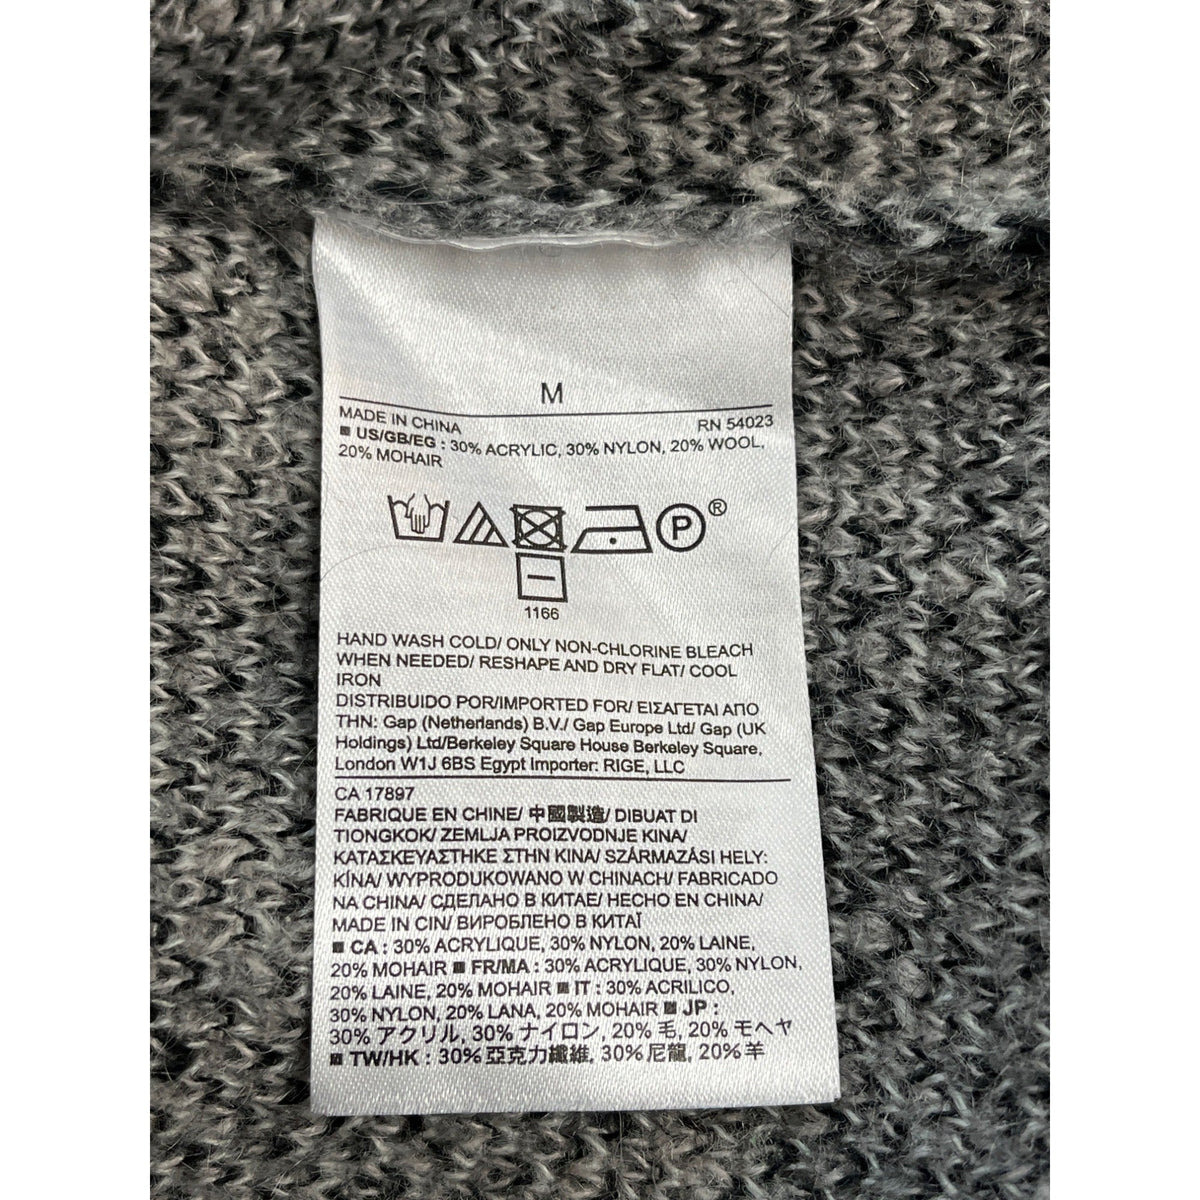 M
MADE IN CHINA RN 54023
US/GB/EG : 30% ACRYLIC, 30% NYLON, 20% WOOL,
20% MOHAIR
P ®
1166
HAND WASH COLD/ ONLY NON-CHLORINE BLEACH
WHEN NEEDED/ RESHAPE AND DRY FLAT/ COOL
IRON
DISTRIBUIDO POR/IMPORTED FOR/ ΕΙΣΑΓΕΤΑΙ ΑΠΟ
ΤΗΝ: Gap (Netherlands) B.V./ Gap Europe Ltd/ Gap (UK
Holdings) Ltd/Berkeley Square House Berkeley Square,
London W1J 6BS Egypt Importer: RIGE, LLC
CA 17897
FABRIQUE EN CHINE/ 中國製造/ DIBUAT DI
TIONGKOK/ ZEMLJA PROIZVODNJE KINA/
ΚΑΤΑΣΚΕΥΑΣΤΗΚΕ ΣΤΗΝ ΚΙΝΑ/ SZÁRMAZÁSI HELY:
KÍNA/ WYPRODUKOWANO W CHINACH/ FABRICADO
NA CHINA/ СДЕЛАНО В КИТАЕ/ HECHO EN CHINA/
MADE IN CIN/ ВИРОБЛЕНО В КИТАЇ
CA : 30% ACRYLIQUE, 30% NYLON, 20% LAINE,
20% MOHAIR FR/MA : 30% ACRYLIQUE, 30% NYLON,
20% LAINE, 20% MOHAIR IT : 30% ACRILICO,
30% NYLON, 20% LANA, 20% MOHAIR JP :
30% アクリル, 30% ナイロン, 20% 毛, 20% モヘヤ
TW/HK : 30% 亞克力纖維, 30% 尼龍, 20% 羊